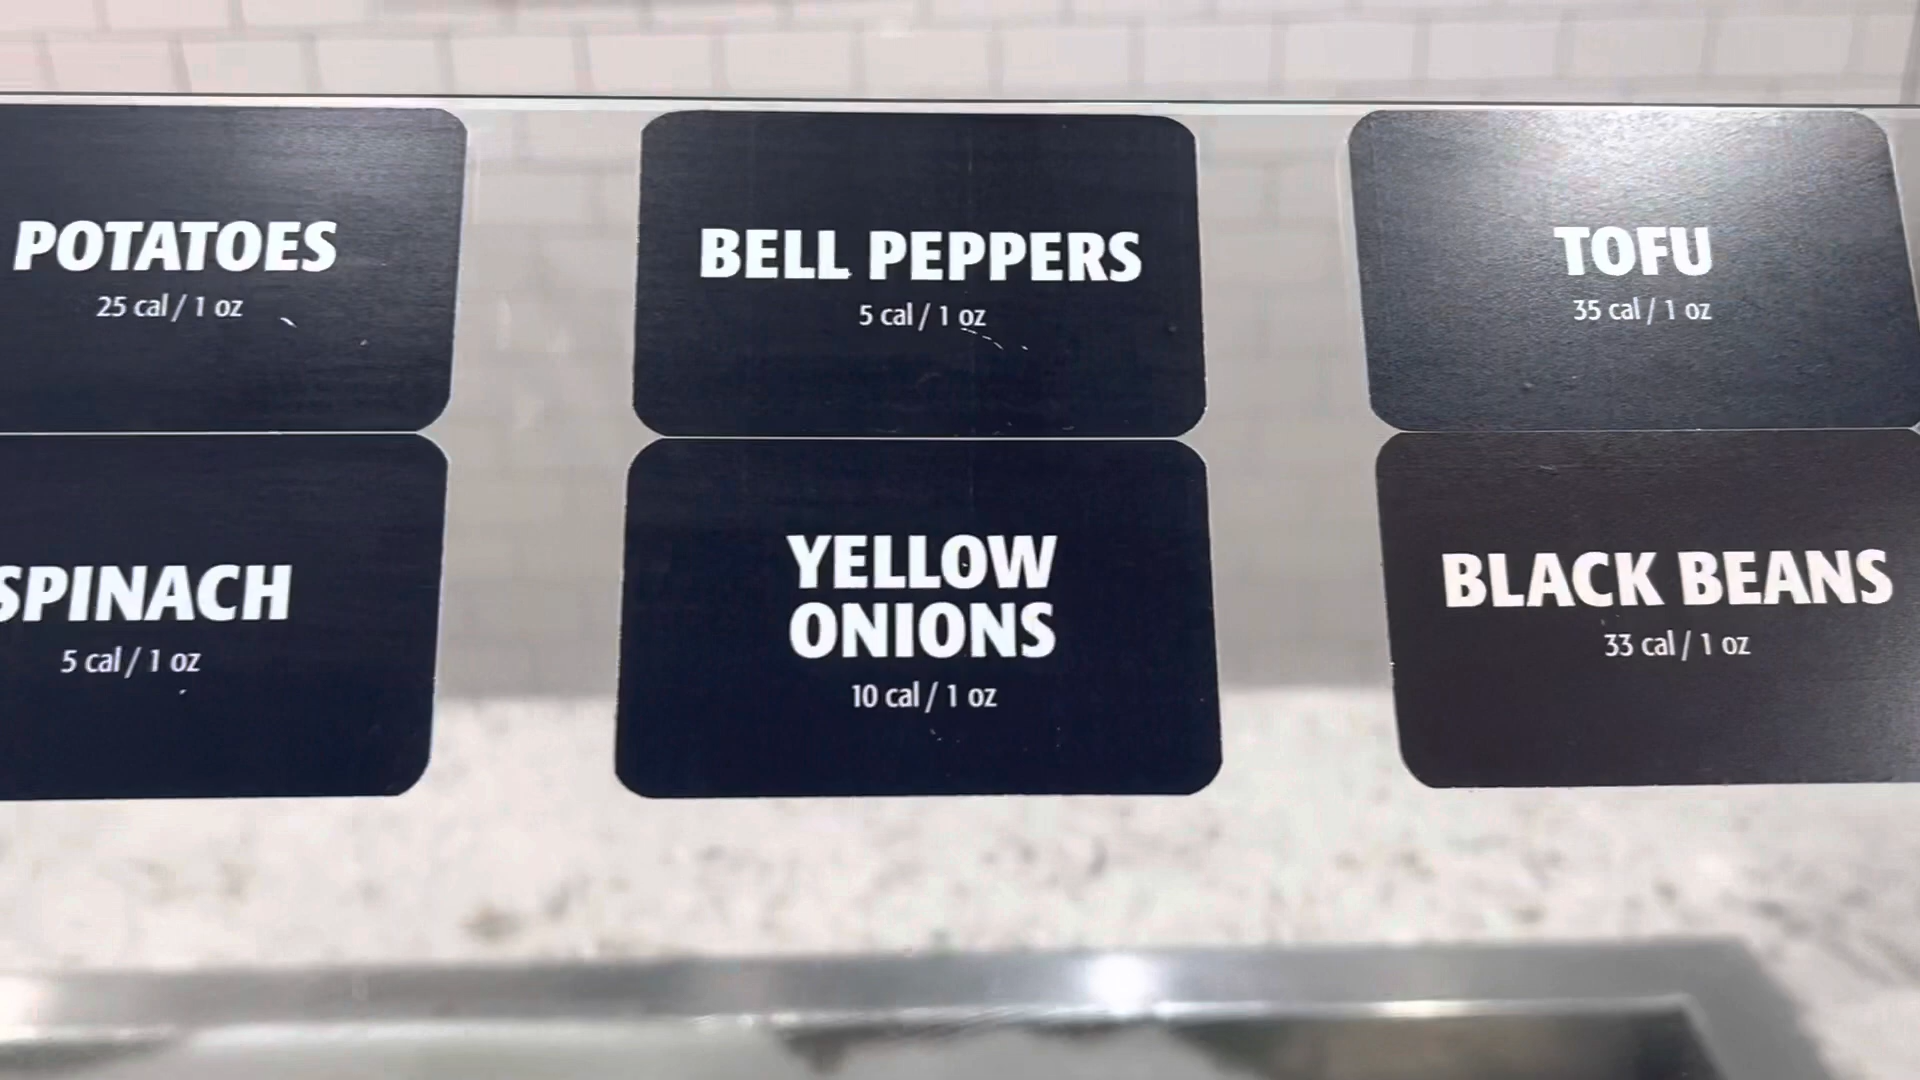 POTATOES
25 cal / 1 oz
BELL PEPPERS
5 cal / 1 oz
TOFU
35 cal / 1 oz
SPINACH
5 cal / 1 oz
YELLOW
ONIONS
10 cal / 1 oz
BLACK BEANS
33 cal / 1 oz